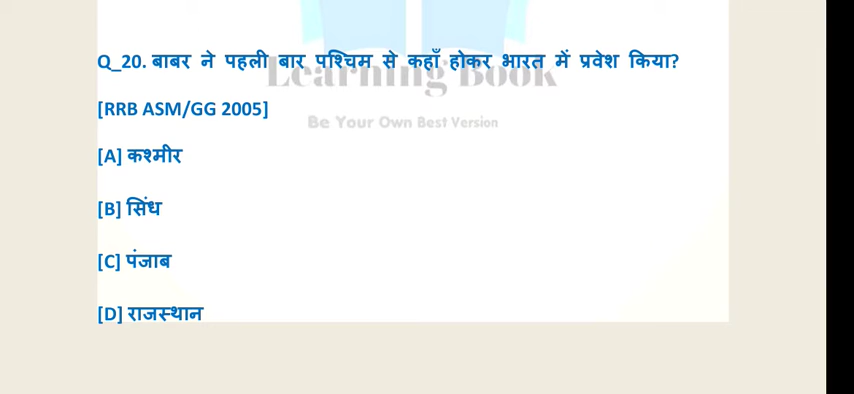 Q_20. बाबर ने पहली बार पश्चिम से कहाँ होकर भारत में प्रवेश किया?
Learning Book
[RRB ASM/GG 2005]
Be Your Own Best Version
[A] कश्मीर
[B] सिंध
[C] पंजाब
[D] राजस्थान